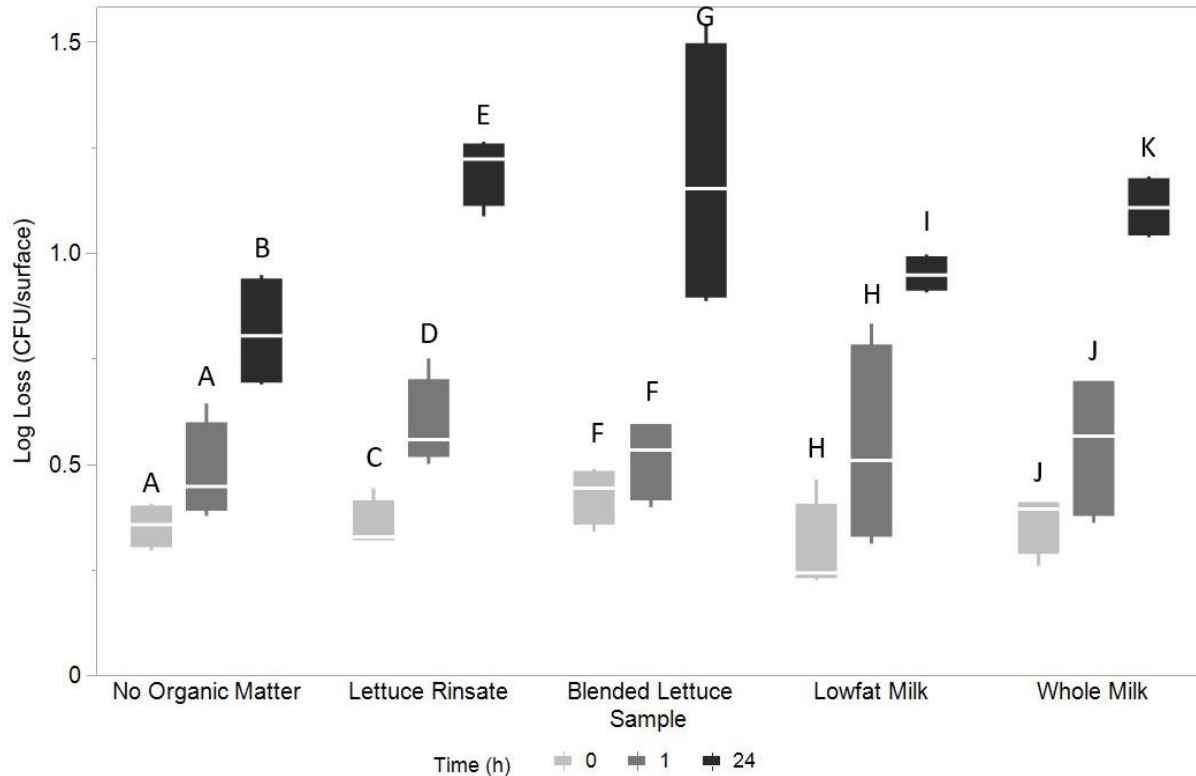 G
1.5
E
K
I
1.0
B
H
D
A
F
J
F
H
0.5
C
J
A
0
Log Loss (CFU/surface)
No Organic Matter
Lettuce Rinsate
Blended Lettuce
Sample
Lowfat Milk
Whole Milk
Time (h) 0 1 24